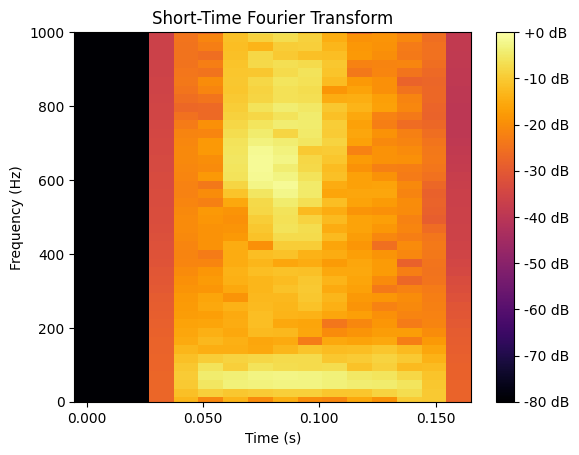 Short-Time Fourier Transform
1000
800
600
400
200
0
Frequency (Hz)
0.000
0.050
0.100
0.150
Time (s)
+0 dB
-10 dB
-20 dB
-30 dB
-40 dB
-50 dB
-60 dB
-70 dB
-80 dB